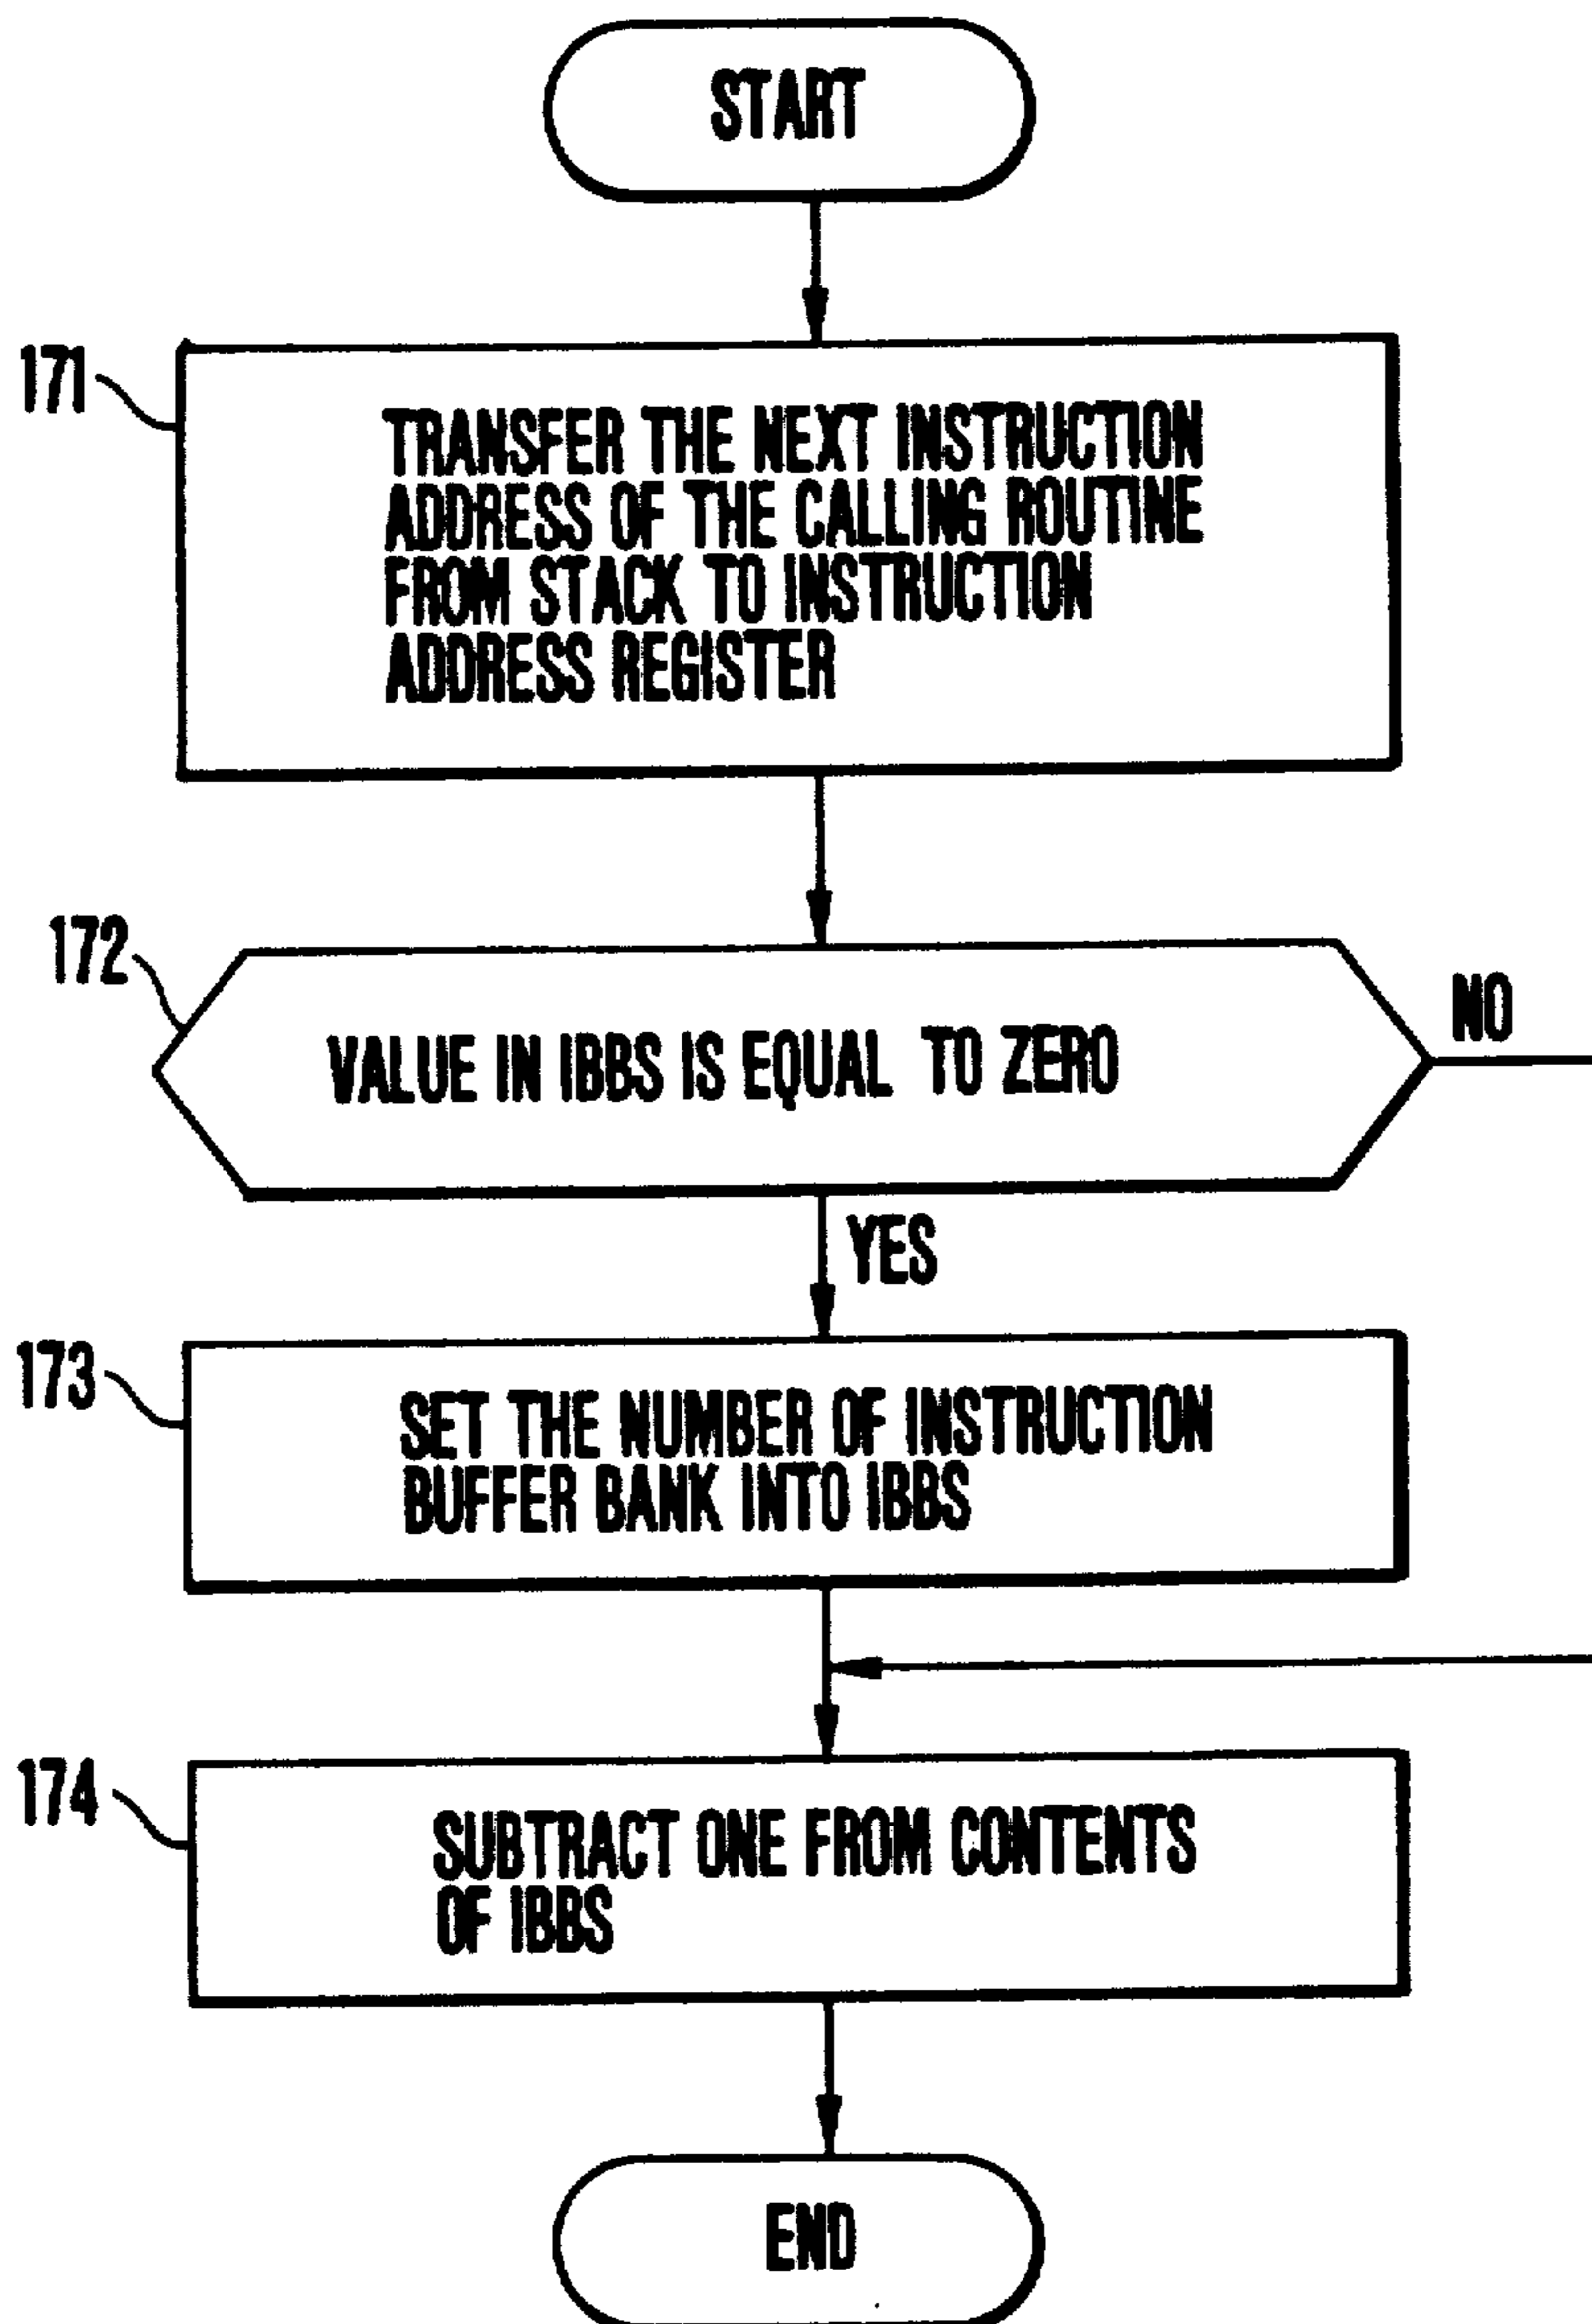 START
171
TRANSFER THE NEXT INSTRUCTION
ADDRESS OF THE CALLING ROUTINE
FROM STACK TO INSTRUCTION
ADDRESS REGISTER
172
VALUE IN IBBS IS EQUAL TO ZERO
NO
YES
173
SET THE NUMBER OF INSTRUCTION
BUFFER BANK INTO IBBS
174
SUBTRACT ONE FROM CONTENTS
OF IBBS
END